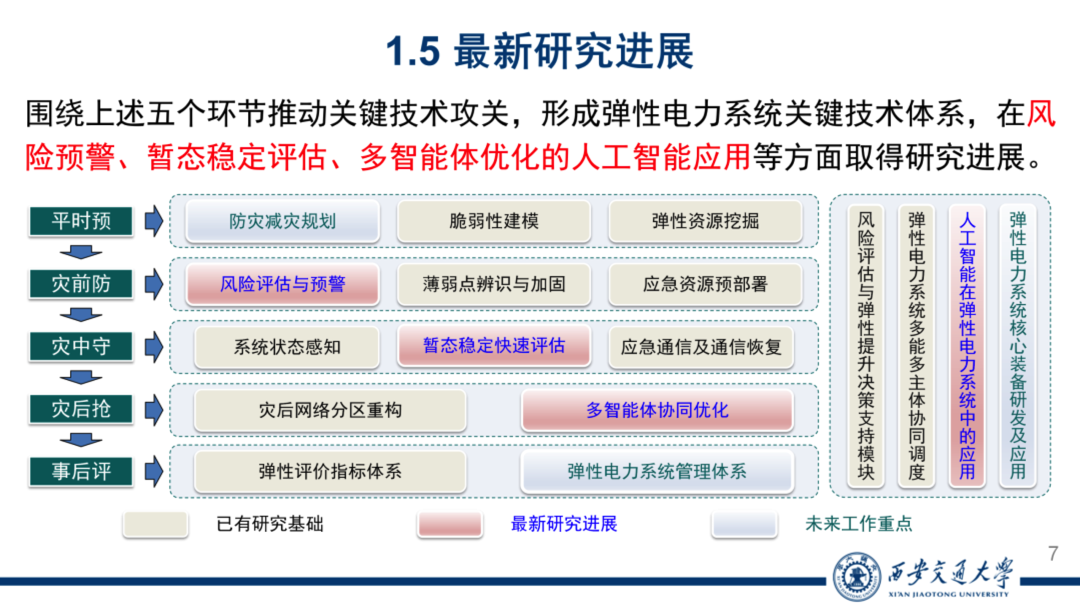 1.5 最新研究进展
围绕上述五个环节推动关键技术攻关，形成弹性电力系统关键技术体系，在风
险预警、暂态稳定评估、多智能体优化的人工智能应用等方面取得研究进展。
平时预
防灾减灾规划
脆弱性建模
弹性资源挖掘
灾前防
风险评估与预警
薄弱点辨识与加固
应急资源预部署
灾中守
系统状态感知
暂态稳定快速评估
应急通信及通信恢复
灾后抢
灾后网络分区重构
多智能体协同优化
事后评
弹性评价指标体系
弹性电力系统管理体系
风险评估与弹性提升决策支持模块
弹性电力系统多能多主体协同调度
人工智能在弹性电力系统中的应用
弹性电力系统核心装备研发及应用
已有研究基础
最新研究进展
未来工作重点
7
西安交通大学
XI'AN JIAOTONG UNIVERSITY